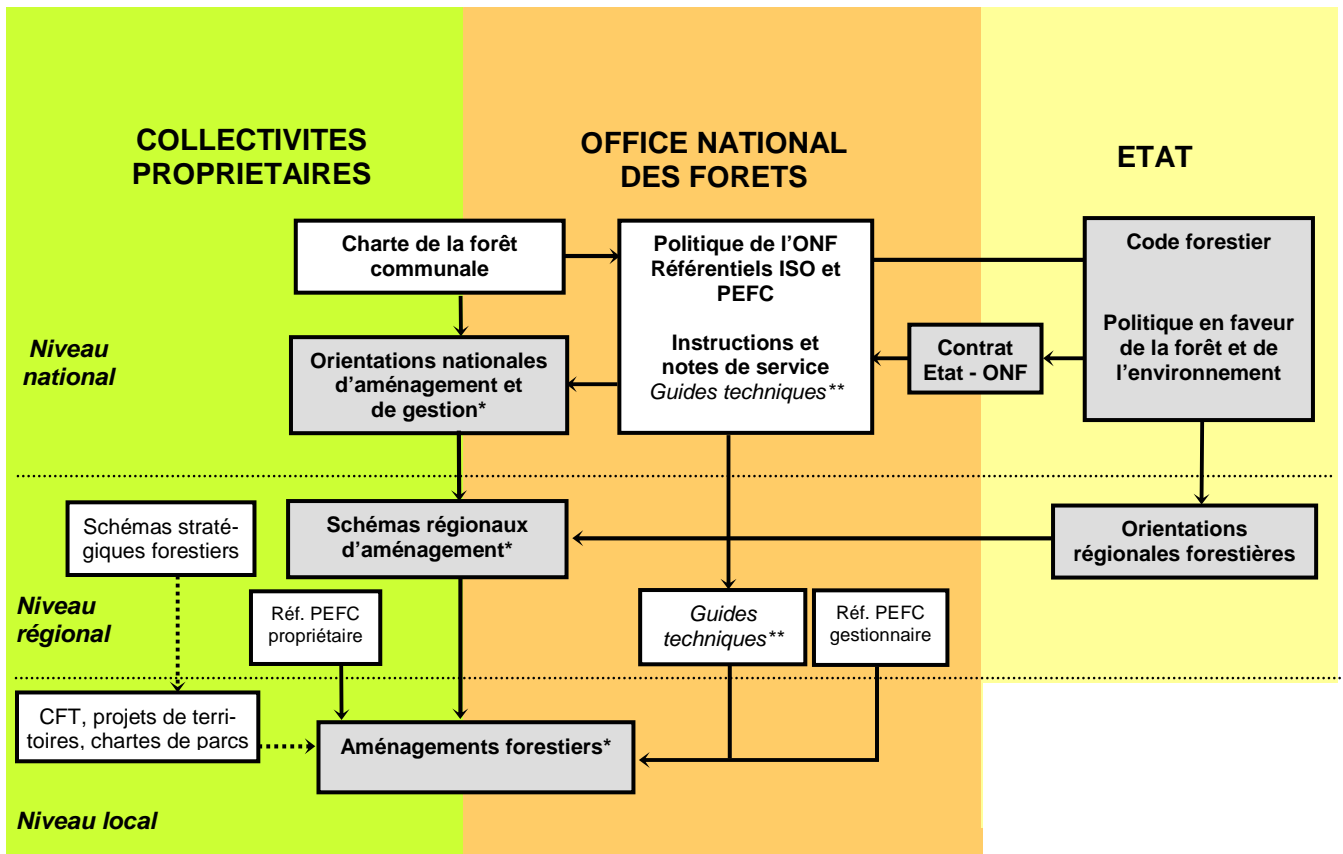 COLLECTIVITES
PROPRIETAIRES
OFFICE NATIONAL
DES FORETS
ETAT
Charte de la forêt
communale
Politique de l'ONF
Référentiels ISO et
PEFC
Instructions et
notes de service
Guides techniques**
Code forestier
Politique en faveur
de la forêt et de
l'environnement
Niveau
national
Orientations nationales
d'aménagement et
de gestion*
Contrat
Etat - ONF
Schémas straté-
giques forestiers
Schémas régionaux
d'aménagement*
Orientations
régionales forestières
Niveau
régional
Réf. PEFC
propriétaire
Guides
techniques**
Réf. PEFC
gestionnaire
CFT, projets de terri-
toires, chartes de parcs
Aménagements forestiers*
Niveau local